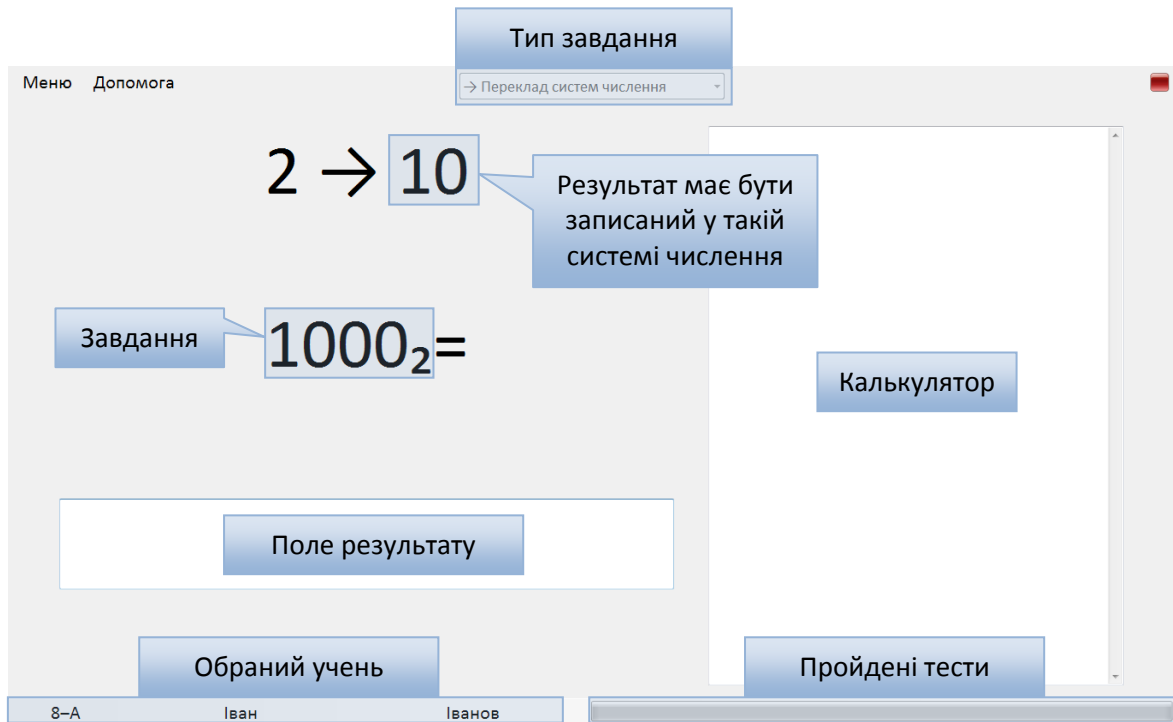 Тип завдання
Меню Допомога
→ Переклад систем числення
2 → 10
Результат має бути
записаний у такій
системі числення
Завдання
1000₂=
Калькулятор
Поле результату
Обраний учень
Пройдені тести
8–А Іван Іванов